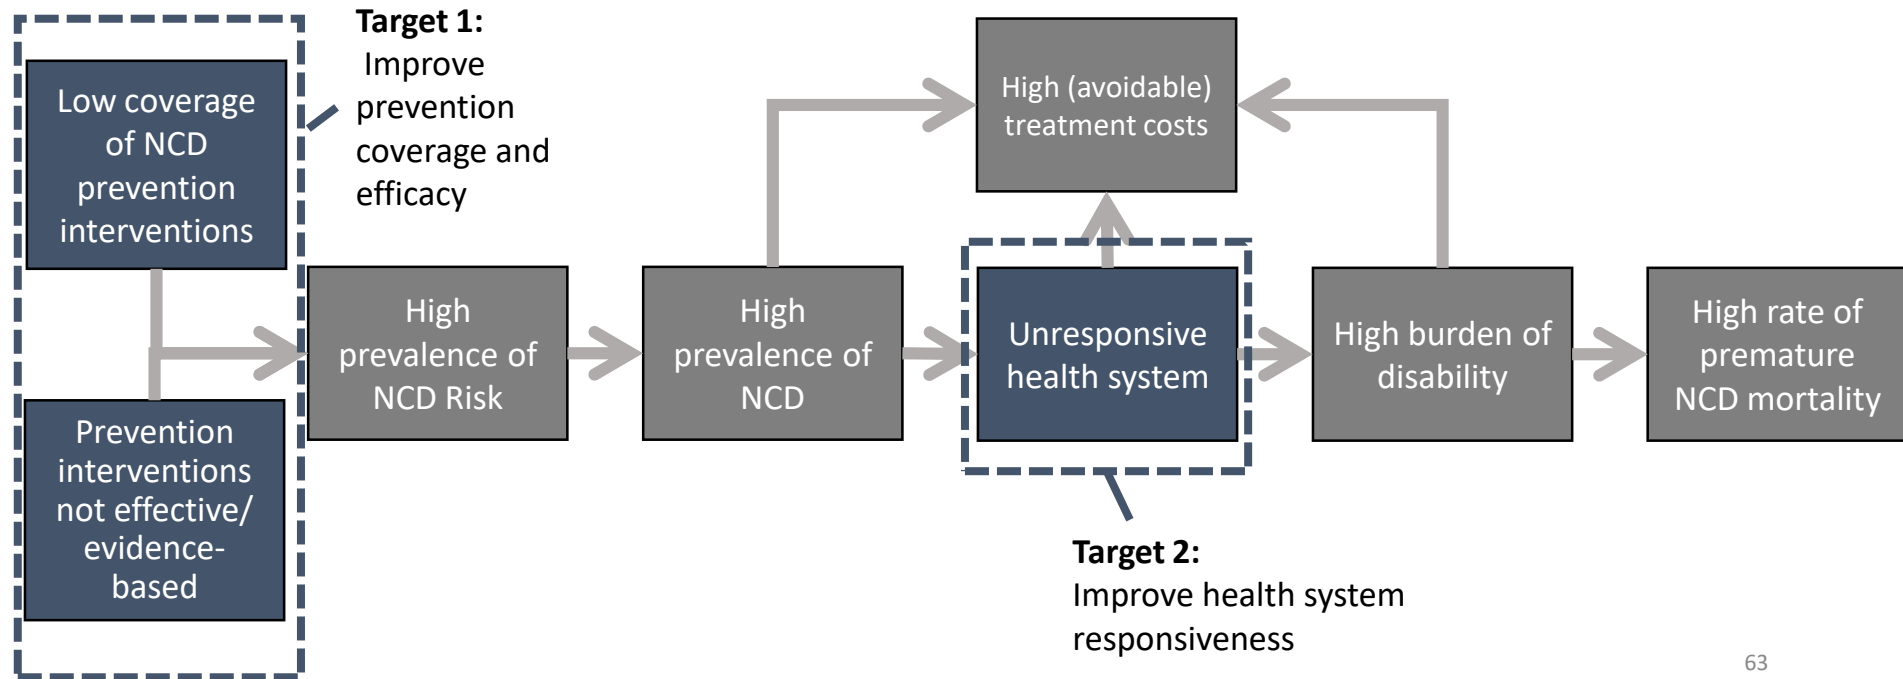 Low coverage
of NCD
prevention
interventions
Prevention
interventions
not effective/
evidence-
based
Target 1:
Improve
prevention
coverage and
efficacy
High
prevalence of
NCD Risk
High
prevalence of
NCD
High (avoidable)
treatment costs
Unresponsive
health system
Target 2:
Improve health system
responsiveness
High burden of
disability
High rate of
premature
NCD mortality
63